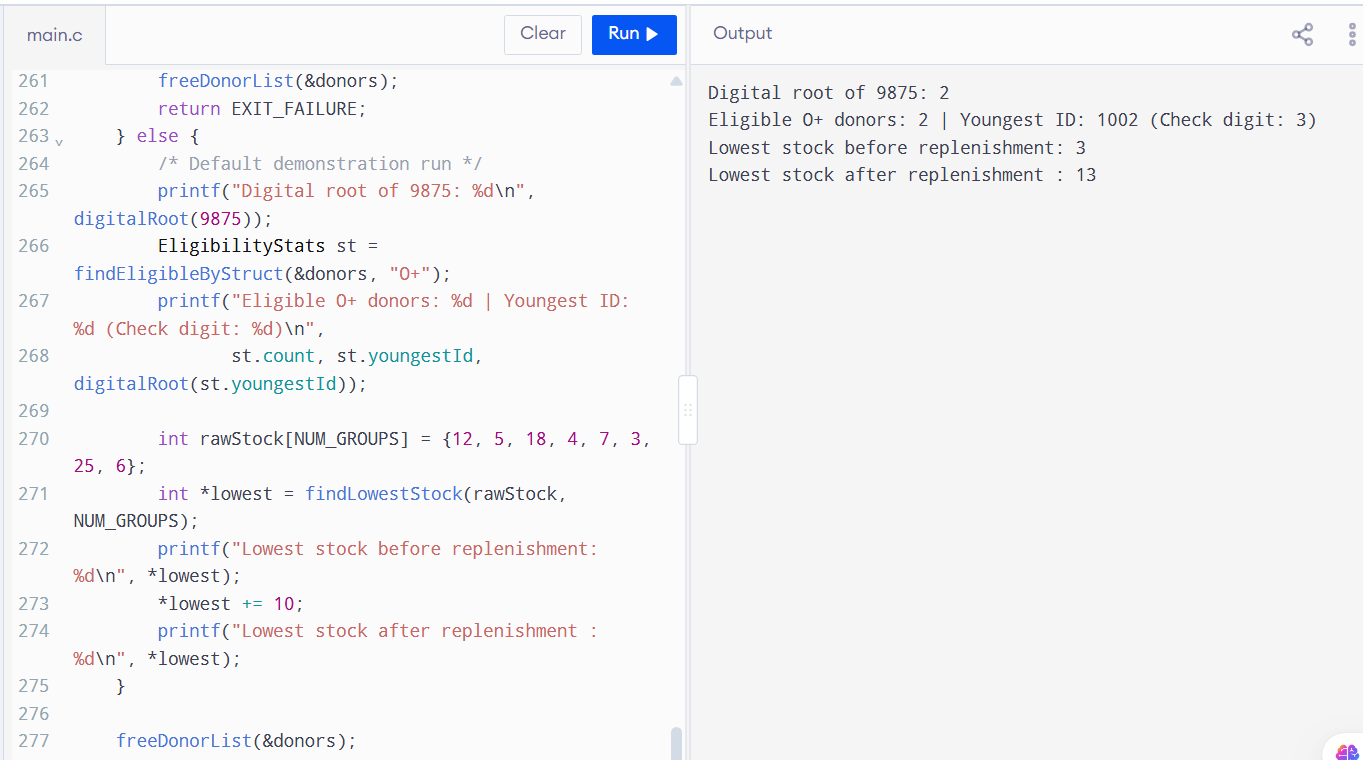 main.c
Clear
Run
Output
261 freeDonorList(&donors);
262 return EXIT_FAILURE;
263 } else {
264 /* Default demonstration run */
265 printf("Digital root of 9875: %d\n",
digitalRoot(9875));
266 EligibilityStats st =
findEligibleByStruct(&donors, "O+");
267 printf("Eligible O+ donors: %d | Youngest ID:
%d (Check digit: %d)\n",
268 st.count, st.youngestId,
digitalRoot(st.youngestId));
269
270 int rawStock[NUM_GROUPS] = {12, 5, 18, 4, 7, 3,
25, 6};
271 int *lowest = findLowestStock(rawStock,
NUM_GROUPS);
272 printf("Lowest stock before replenishment:
%d\n", *lowest);
273 *lowest += 10;
274 printf("Lowest stock after replenishment :
%d\n", *lowest);
275 }
276
277 freeDonorList(&donors);
Digital root of 9875: 2
Eligible O+ donors: 2 | Youngest ID: 1002 (Check digit: 3)
Lowest stock before replenishment: 3
Lowest stock after replenishment : 13